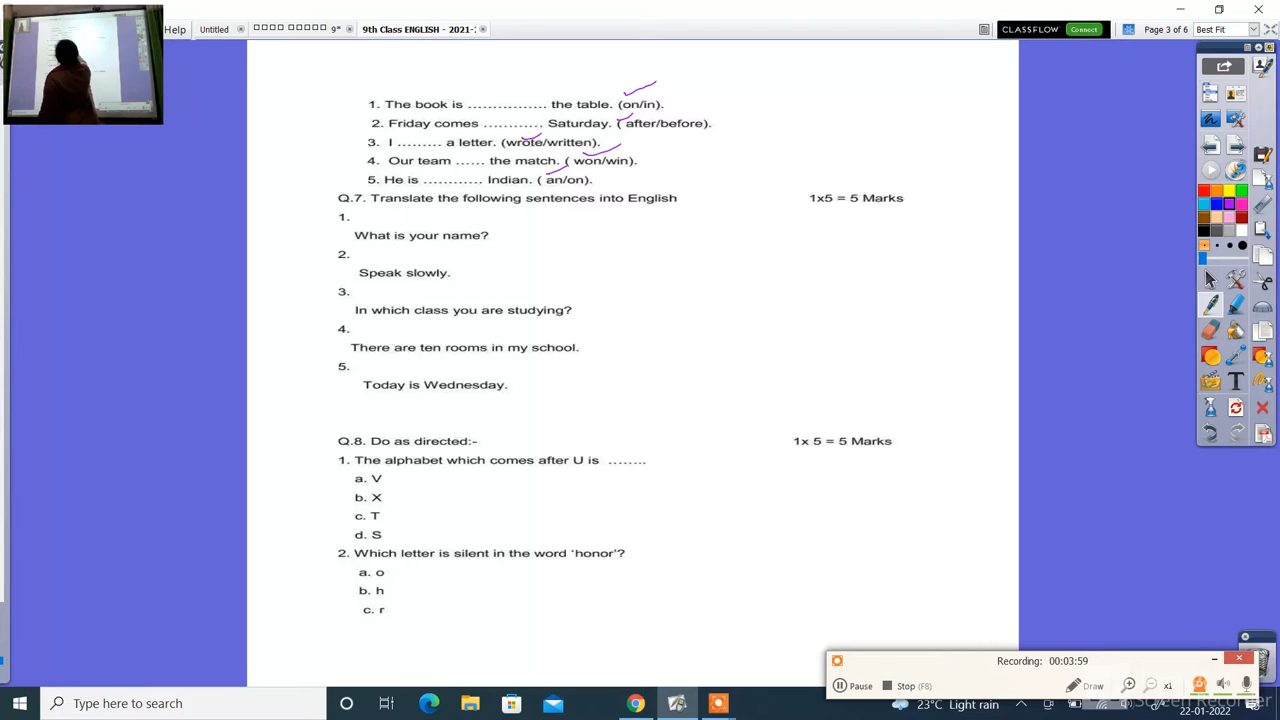 Help
Untitled
9*
9th Class ENGLISH - 2021-
CLASSFLOW
Connect
Page 3 of 6
Best Fit
1. The book is ............... the table. (on/in).
2. Friday comes ........... Saturday. ( after/before).
3. I ......... a letter. (wrote/written).
4. Our team ...... the match. ( won/win).
5. He is ............ Indian. ( an/on).
Q.7. Translate the following sentences into English 1x5 = 5 Marks
1.
What is your name?
2.
Speak slowly.
3.
In which class you are studying?
4.
There are ten rooms in my school.
5.
Today is Wednesday.
Q.8. Do as directed:- 1x 5 = 5 Marks
1. The alphabet which comes after U is ........
a. V
b. X
c. T
d. S
2. Which letter is silent in the word ‘honor’?
a. o
b. h
c. r
Recording: 00:03:59
Pause
Stop (F8)
Draw
x1
Type here to search
23°C Light rain
22-01-2022
Screen Recorder